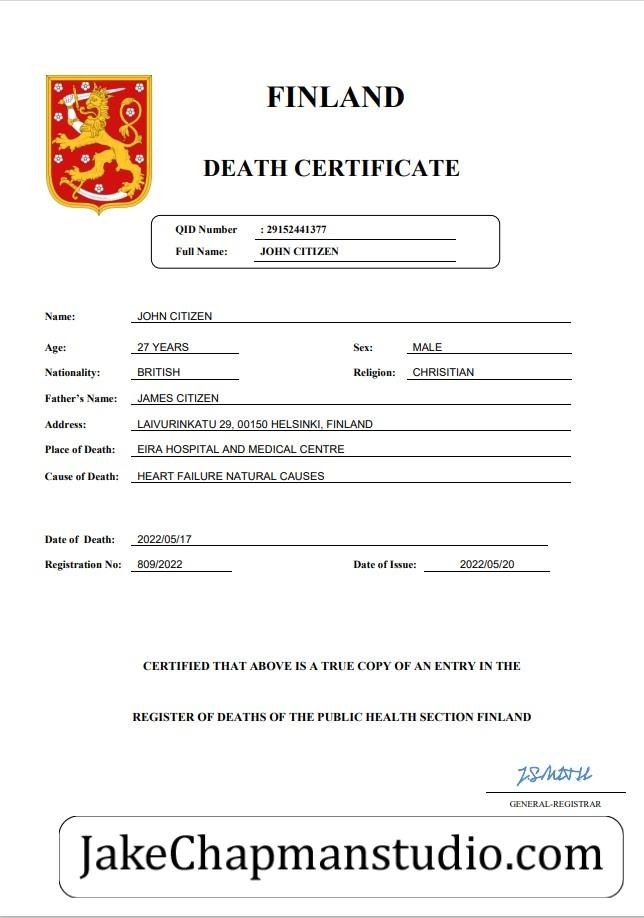 FINLAND
DEATH CERTIFICATE
QID Number : 29152441377
Full Name: JOHN CITIZEN
Name: JOHN CITIZEN
Age: 27 YEARS Sex: MALE
Nationality: BRITISH Religion: CHRISITIAN
Father's Name: JAMES CITIZEN
Address: LAIVURINKATU 29, 00150 HELSINKI, FINLAND
Place of Death: EIRA HOSPITAL AND MEDICAL CENTRE
Cause of Death: HEART FAILURE NATURAL CAUSES
Date of Death: 2022/05/17
Registration No: 809/2022 Date of Issue: 2022/05/20
CERTIFIED THAT ABOVE IS A TRUE COPY OF AN ENTRY IN THE
REGISTER OF DEATHS OF THE PUBLIC HEALTH SECTION FINLAND
GENERAL-REGISTRAR
JakeChapmanstudio.com